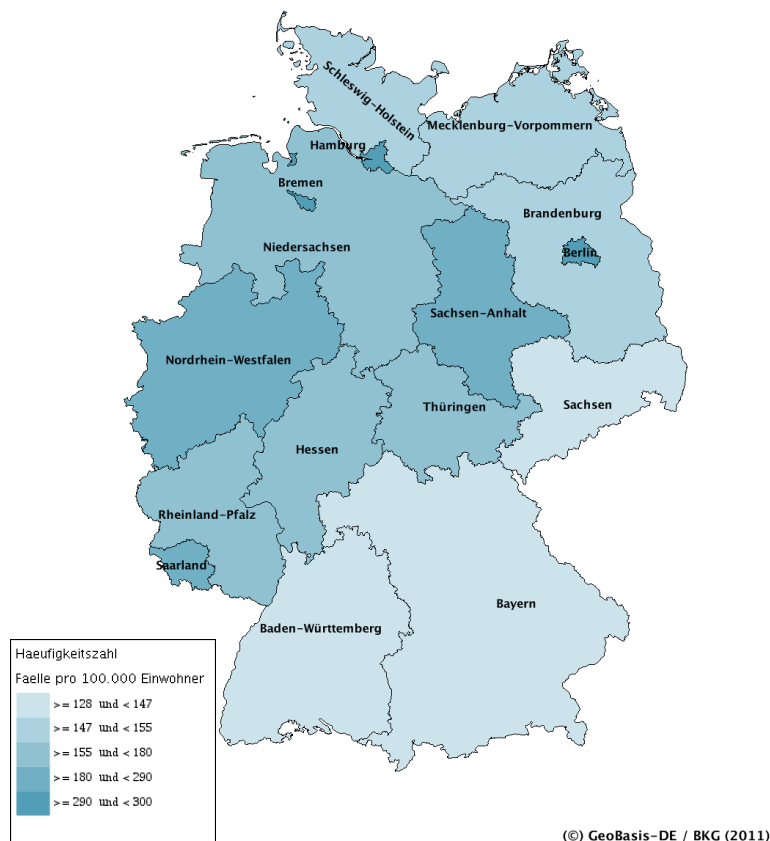 Schleswig-Holstein
Mecklenburg-Vorpommern
Hamburg
Bremen
Brandenburg
Niedersachsen
Berlin
Sachsen-Anhalt
Nordrhein-Westfalen
Sachsen
Thüringen
Hessen
Rheinland-Pfalz
Saarland
Bayern
Baden-Württemberg
Haeufigkeitszahl
Faelle pro 100.000 Einwohner
>= 128 und < 147
>= 147 und < 155
>= 155 und < 180
>= 180 und < 290
>= 290 und < 300
(©) GeoBasis-DE / BKG (2011)